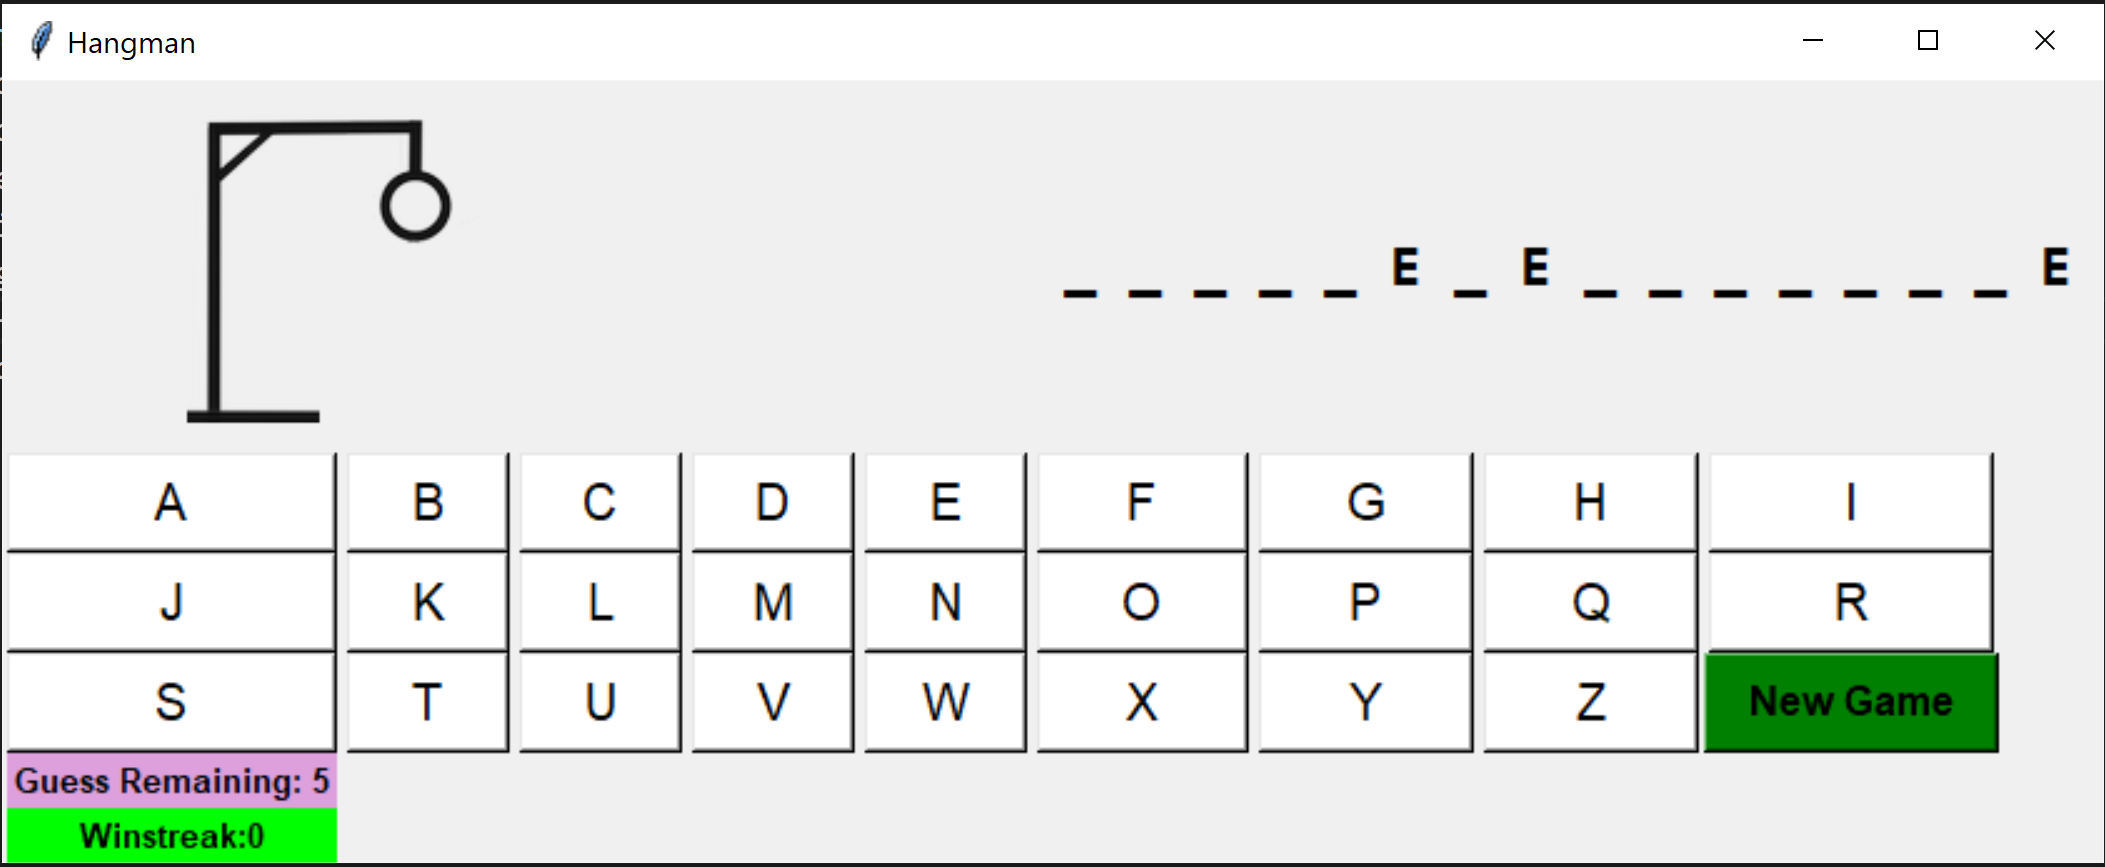 Hangman
_ _ _ _ _ E _ E _ _ _ _ _ _ _ E
A B C D E F G H I
J K L M N O P Q R
S T U V W X Y Z New Game
Guess Remaining: 5
Winstreak:0